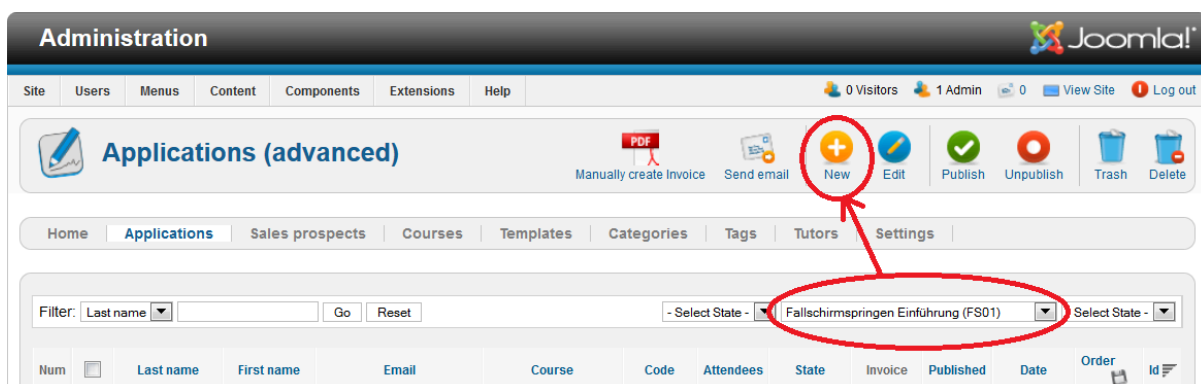 Administration Joomla!
Site Users Menus Content Components Extensions Help 0 Visitors 1 Admin 0 View Site Log out
PDF
Applications (advanced)
Manually create Invoice Send email New Edit Publish Unpublish Trash Delete
Home Applications Sales prospects Courses Templates Categories Tags Tutors Settings
Filter: Last name Go Reset - Select State - Fallschirmspringen Einführung (FS01) Select State -
Num Last name First name Email Course Code Attendees State Invoice Published Date Order Id